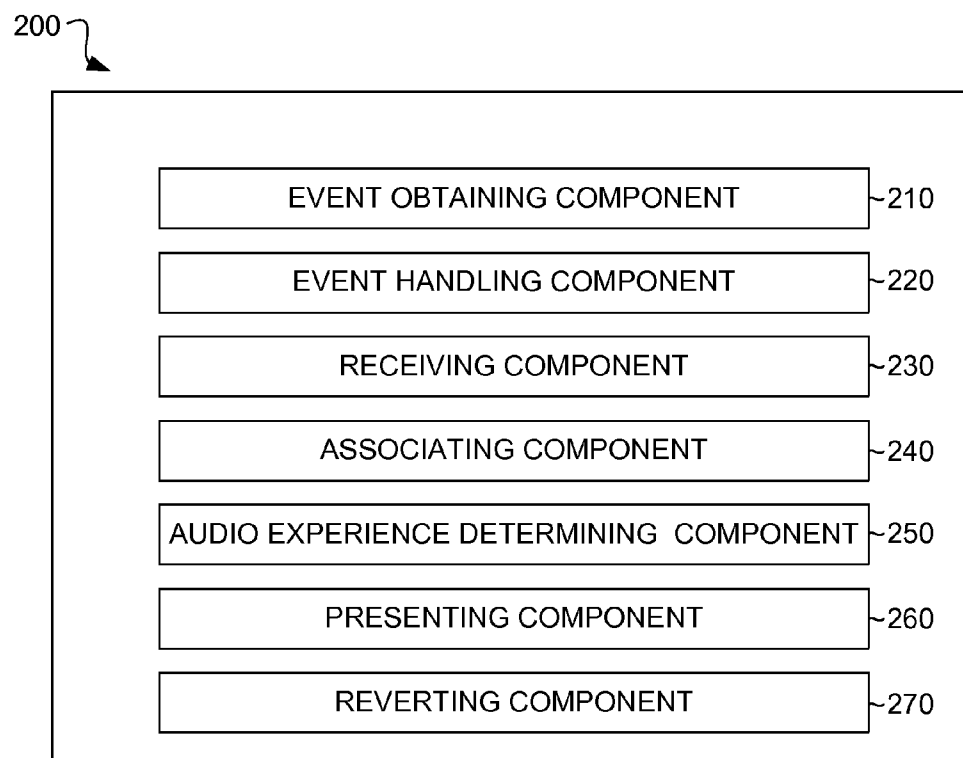 200
EVENT OBTAINING COMPONENT ~210
EVENT HANDLING COMPONENT ~220
RECEIVING COMPONENT ~230
ASSOCIATING COMPONENT ~240
AUDIO EXPERIENCE DETERMINING COMPONENT ~250
PRESENTING COMPONENT ~260
REVERTING COMPONENT ~270